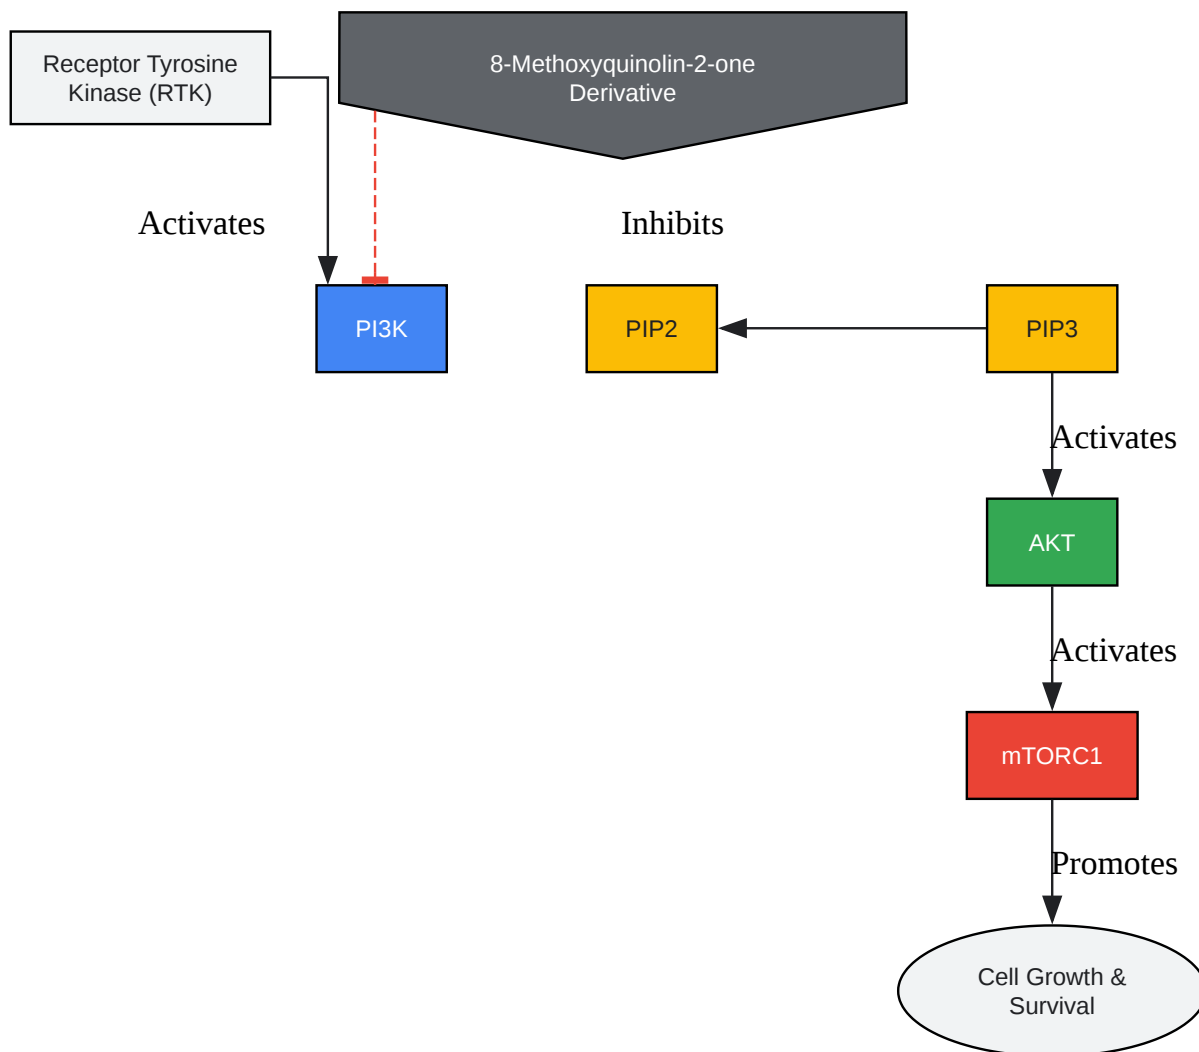 Receptor Tyrosine
Kinase (RTK)
8-Methoxyquinolin-2-one
Derivative
Activates
Inhibits
PI3K
PIP2
PIP3
Activates
AKT
Activates
mTORC1
Promotes
Cell Growth &
Survival